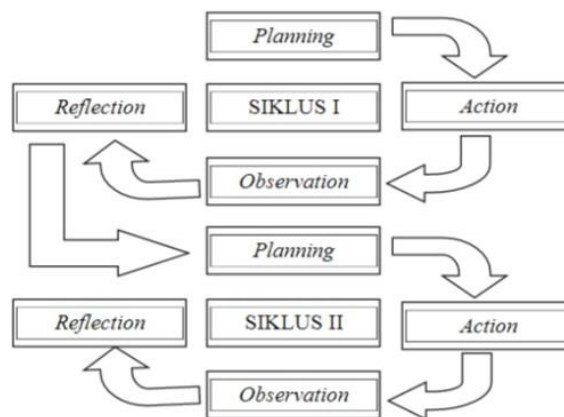 Planning
Reflection
SIKLUS I
Action
Observation
Planning
Reflection
SIKLUS II
Action
Observation